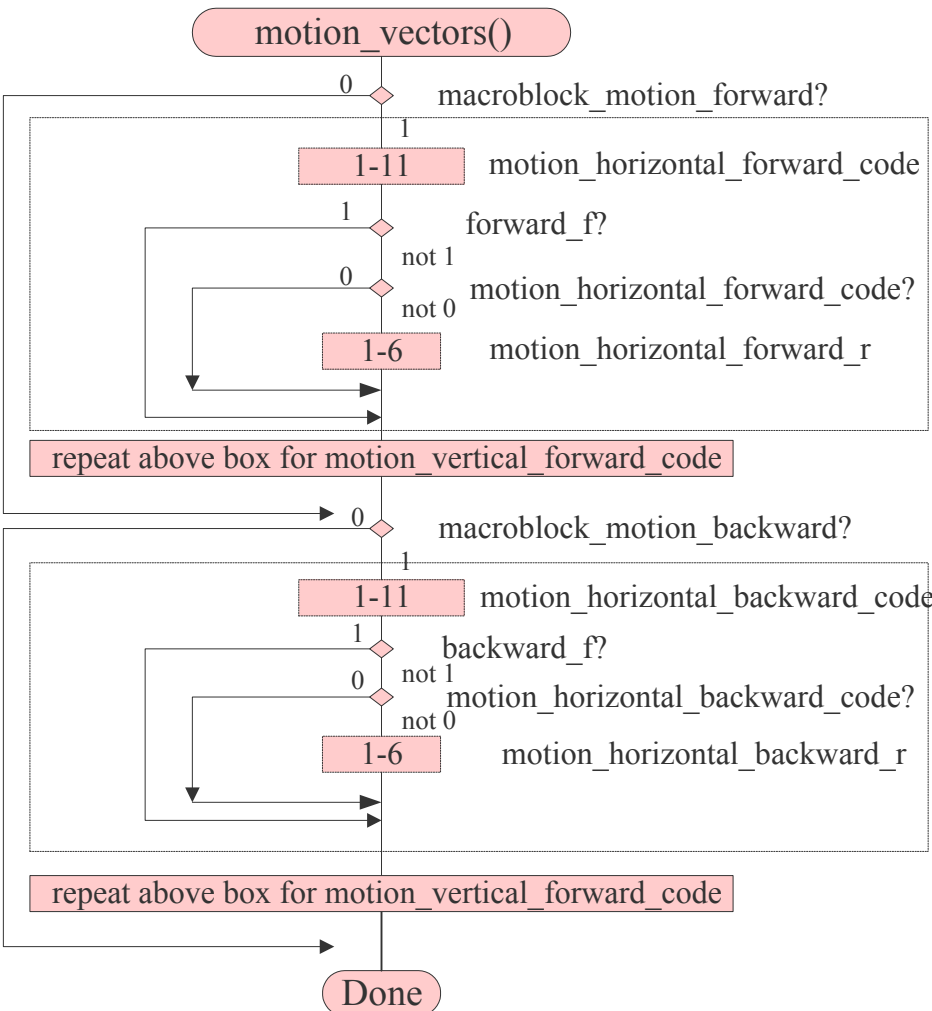 motion_vectors()
0 macroblock_motion_forward?
1
1-11 motion_horizontal_forward_code
1 forward_f?
not 1
0 motion_horizontal_forward_code?
not 0
1-6 motion_horizontal_forward_r
repeat above box for motion_vertical_forward_code
0 macroblock_motion_backward?
1
1-11 motion_horizontal_backward_code
1 backward_f?
not 1
0 motion_horizontal_backward_code?
not 0
1-6 motion_horizontal_backward_r
repeat above box for motion_vertical_forward_code
Done